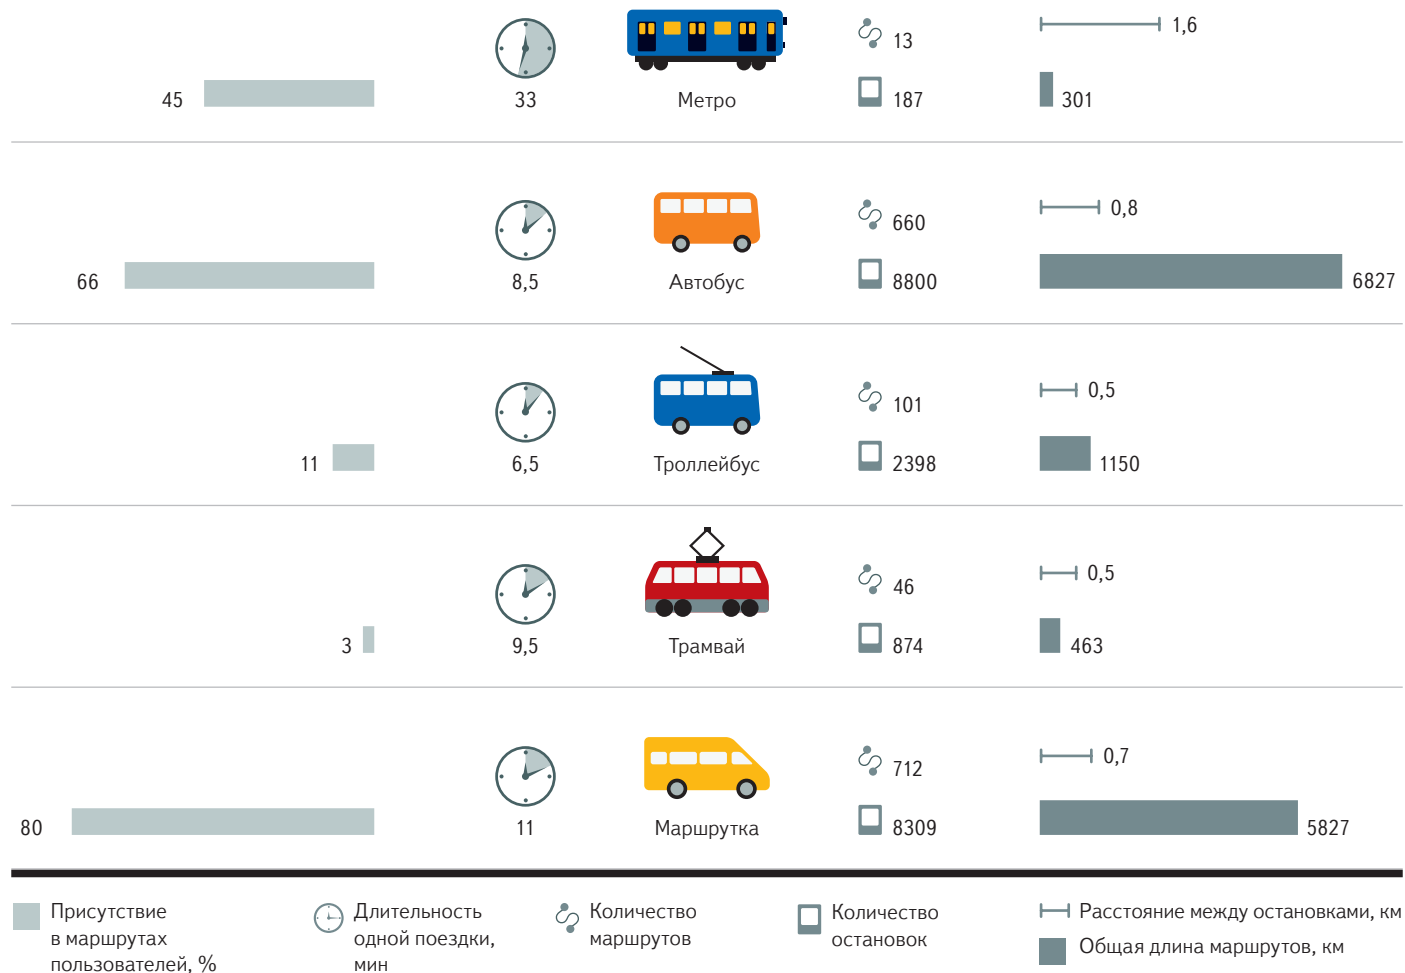 13
1,6
45
33
Метро
187
301
660
0,8
66
8,5
Автобус
8800
6827
101
0,5
11
6,5
Троллейбус
2398
1150
46
0,5
3
9,5
Трамвай
874
463
712
0,7
80
11
Маршрутка
8309
5827
Присутствие
в маршрутах
пользователей, %
Длительность
одной поездки,
мин
Количество
маршрутов
Количество
остановок
Расстояние между остановками, км
Общая длина маршрутов, км